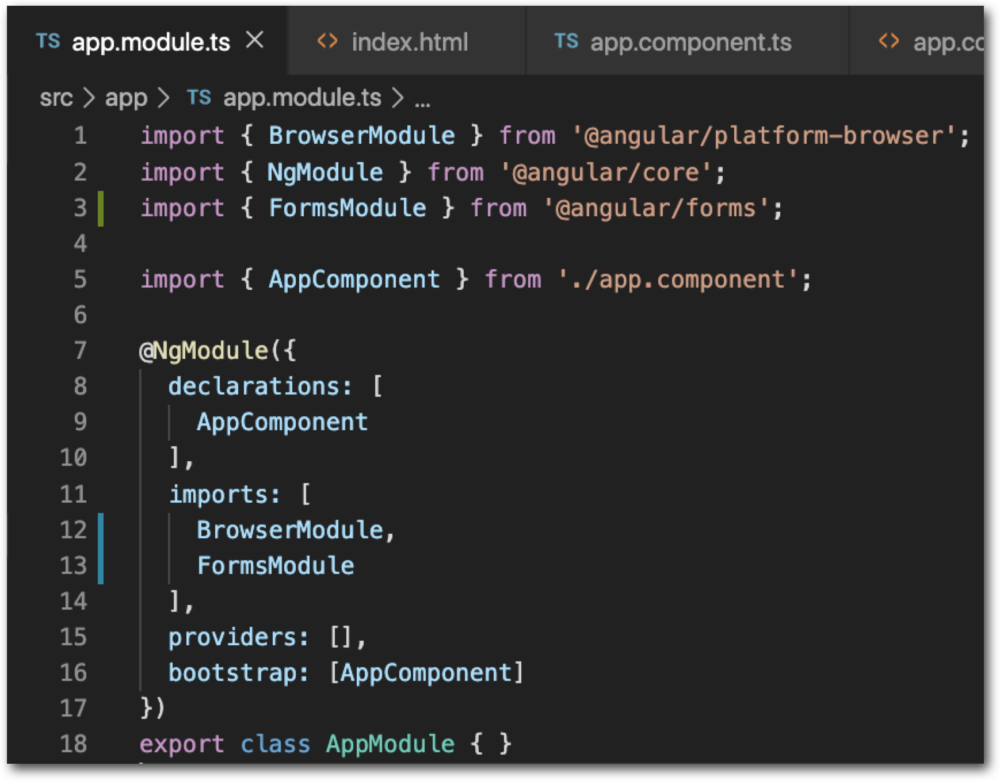 TS app.module.ts × <> index.html TS app.component.ts <> app.co
src > app > TS app.module.ts > ...
1 import { BrowserModule } from '@angular/platform-browser';
2 import { NgModule } from '@angular/core';
3 import { FormsModule } from '@angular/forms';
4
5 import { AppComponent } from './app.component';
6
7 @NgModule({
8   declarations: [
9     AppComponent
10   ],
11   imports: [
12     BrowserModule,
13     FormsModule
14   ],
15   providers: [],
16   bootstrap: [AppComponent]
17 })
18 export class AppModule { }